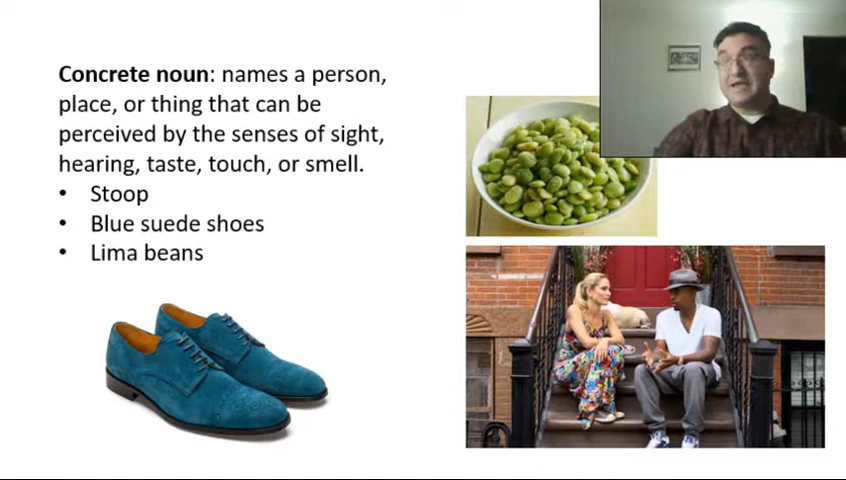 Concrete noun: names a person,
place, or thing that can be
perceived by the senses of sight,
hearing, taste, touch, or smell.
• Stoop
• Blue suede shoes
• Lima beans